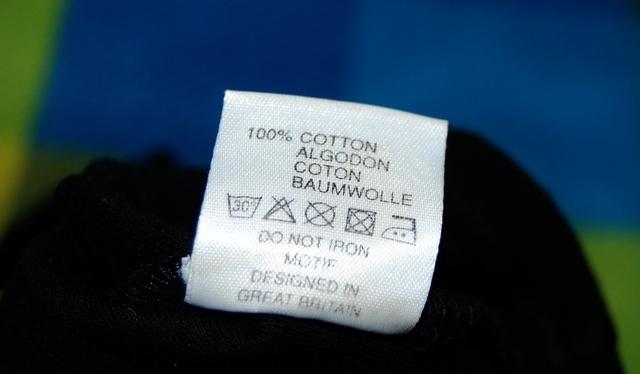 100% COTTON
ALGODON
COTON
BAUMWOLLE
30°
DO NOT IRON
MOTIF
DESIGNED IN
GREAT BRITAIN